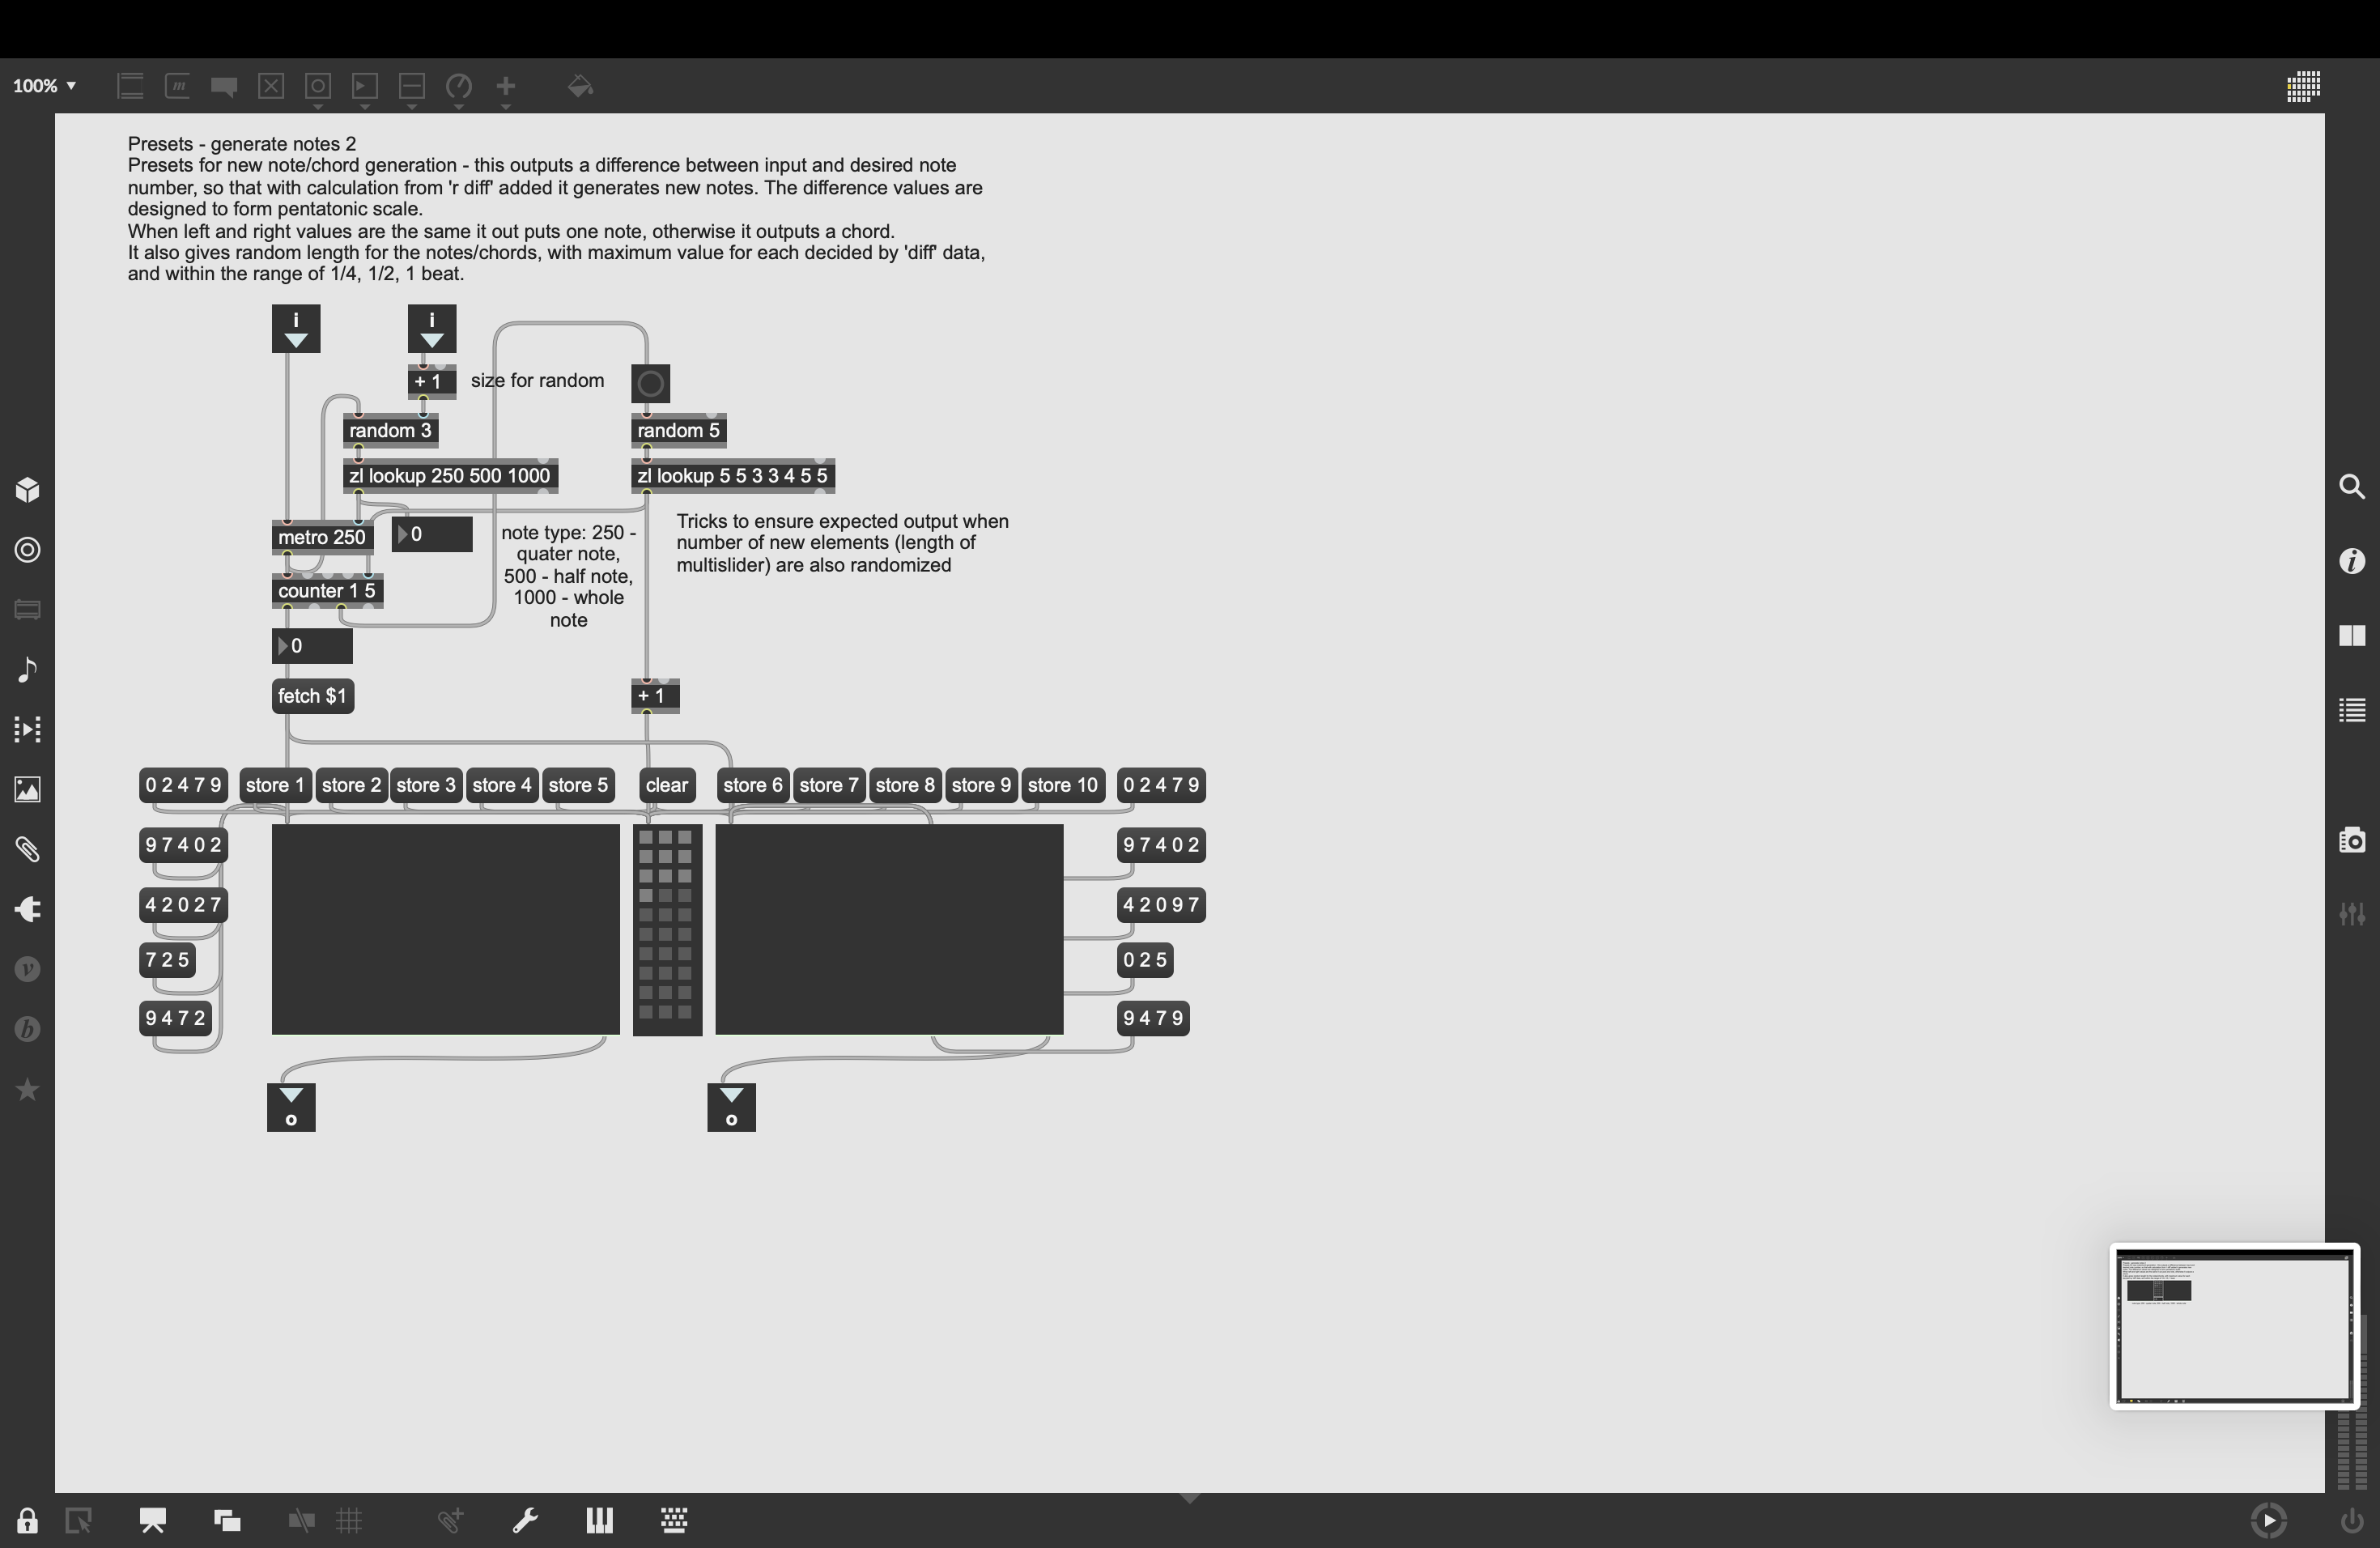 100%
Presets - generate notes 2
Presets for new note/chord generation - this outputs a difference between input and desired note
number, so that with calculation from 'r diff' added it generates new notes. The difference values are
designed to form pentatonic scale.
When left and right values are the same it out puts one note, otherwise it outputs a chord.
It also gives random length for the notes/chords, with maximum value for each decided by 'diff' data,
and within the range of 1/4, 1/2, 1 beat.
i
i
+ 1
size for random
random 3
random 5
zl lookup 250 500 1000
zl lookup 5 5 3 3 4 5 5
metro 250
0
note type: 250 -
quater note,
500 - half note,
1000 - whole
note
Tricks to ensure expected output when
number of new elements (length of
multislider) are also randomized
counter 1 5
0
fetch $1
+ 1
0 2 4 7 9
store 1
store 2
store 3
store 4
store 5
clear
store 6
store 7
store 8
store 9
store 10
0 2 4 7 9
9 7 4 0 2
9 7 4 0 2
4 2 0 2 7
4 2 0 9 7
7 2 5
0 2 5
9 4 7 2
9 4 7 9
o
o